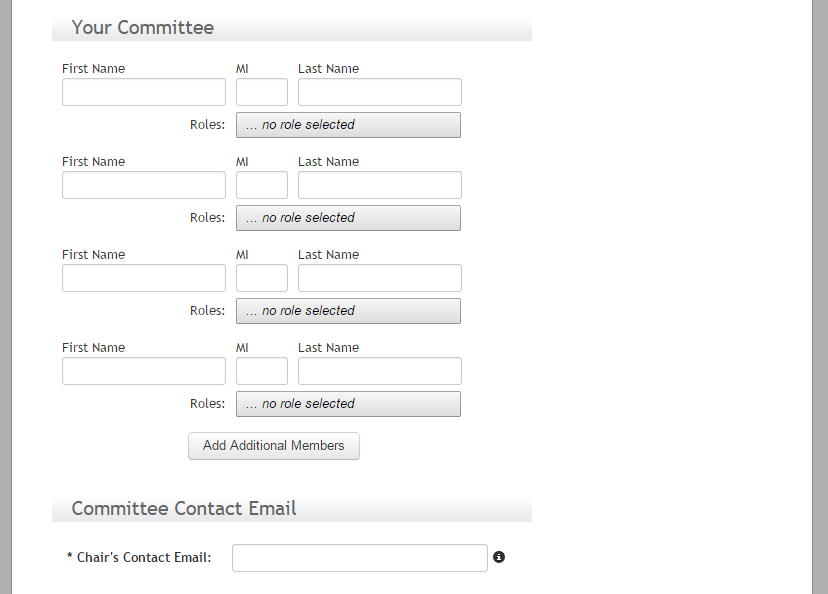 Your Committee
First Name MI Last Name
Roles: ... no role selected
First Name MI Last Name
Roles: ... no role selected
First Name MI Last Name
Roles: ... no role selected
First Name MI Last Name
Roles: ... no role selected
Add Additional Members
Committee Contact Email
* Chair's Contact Email: